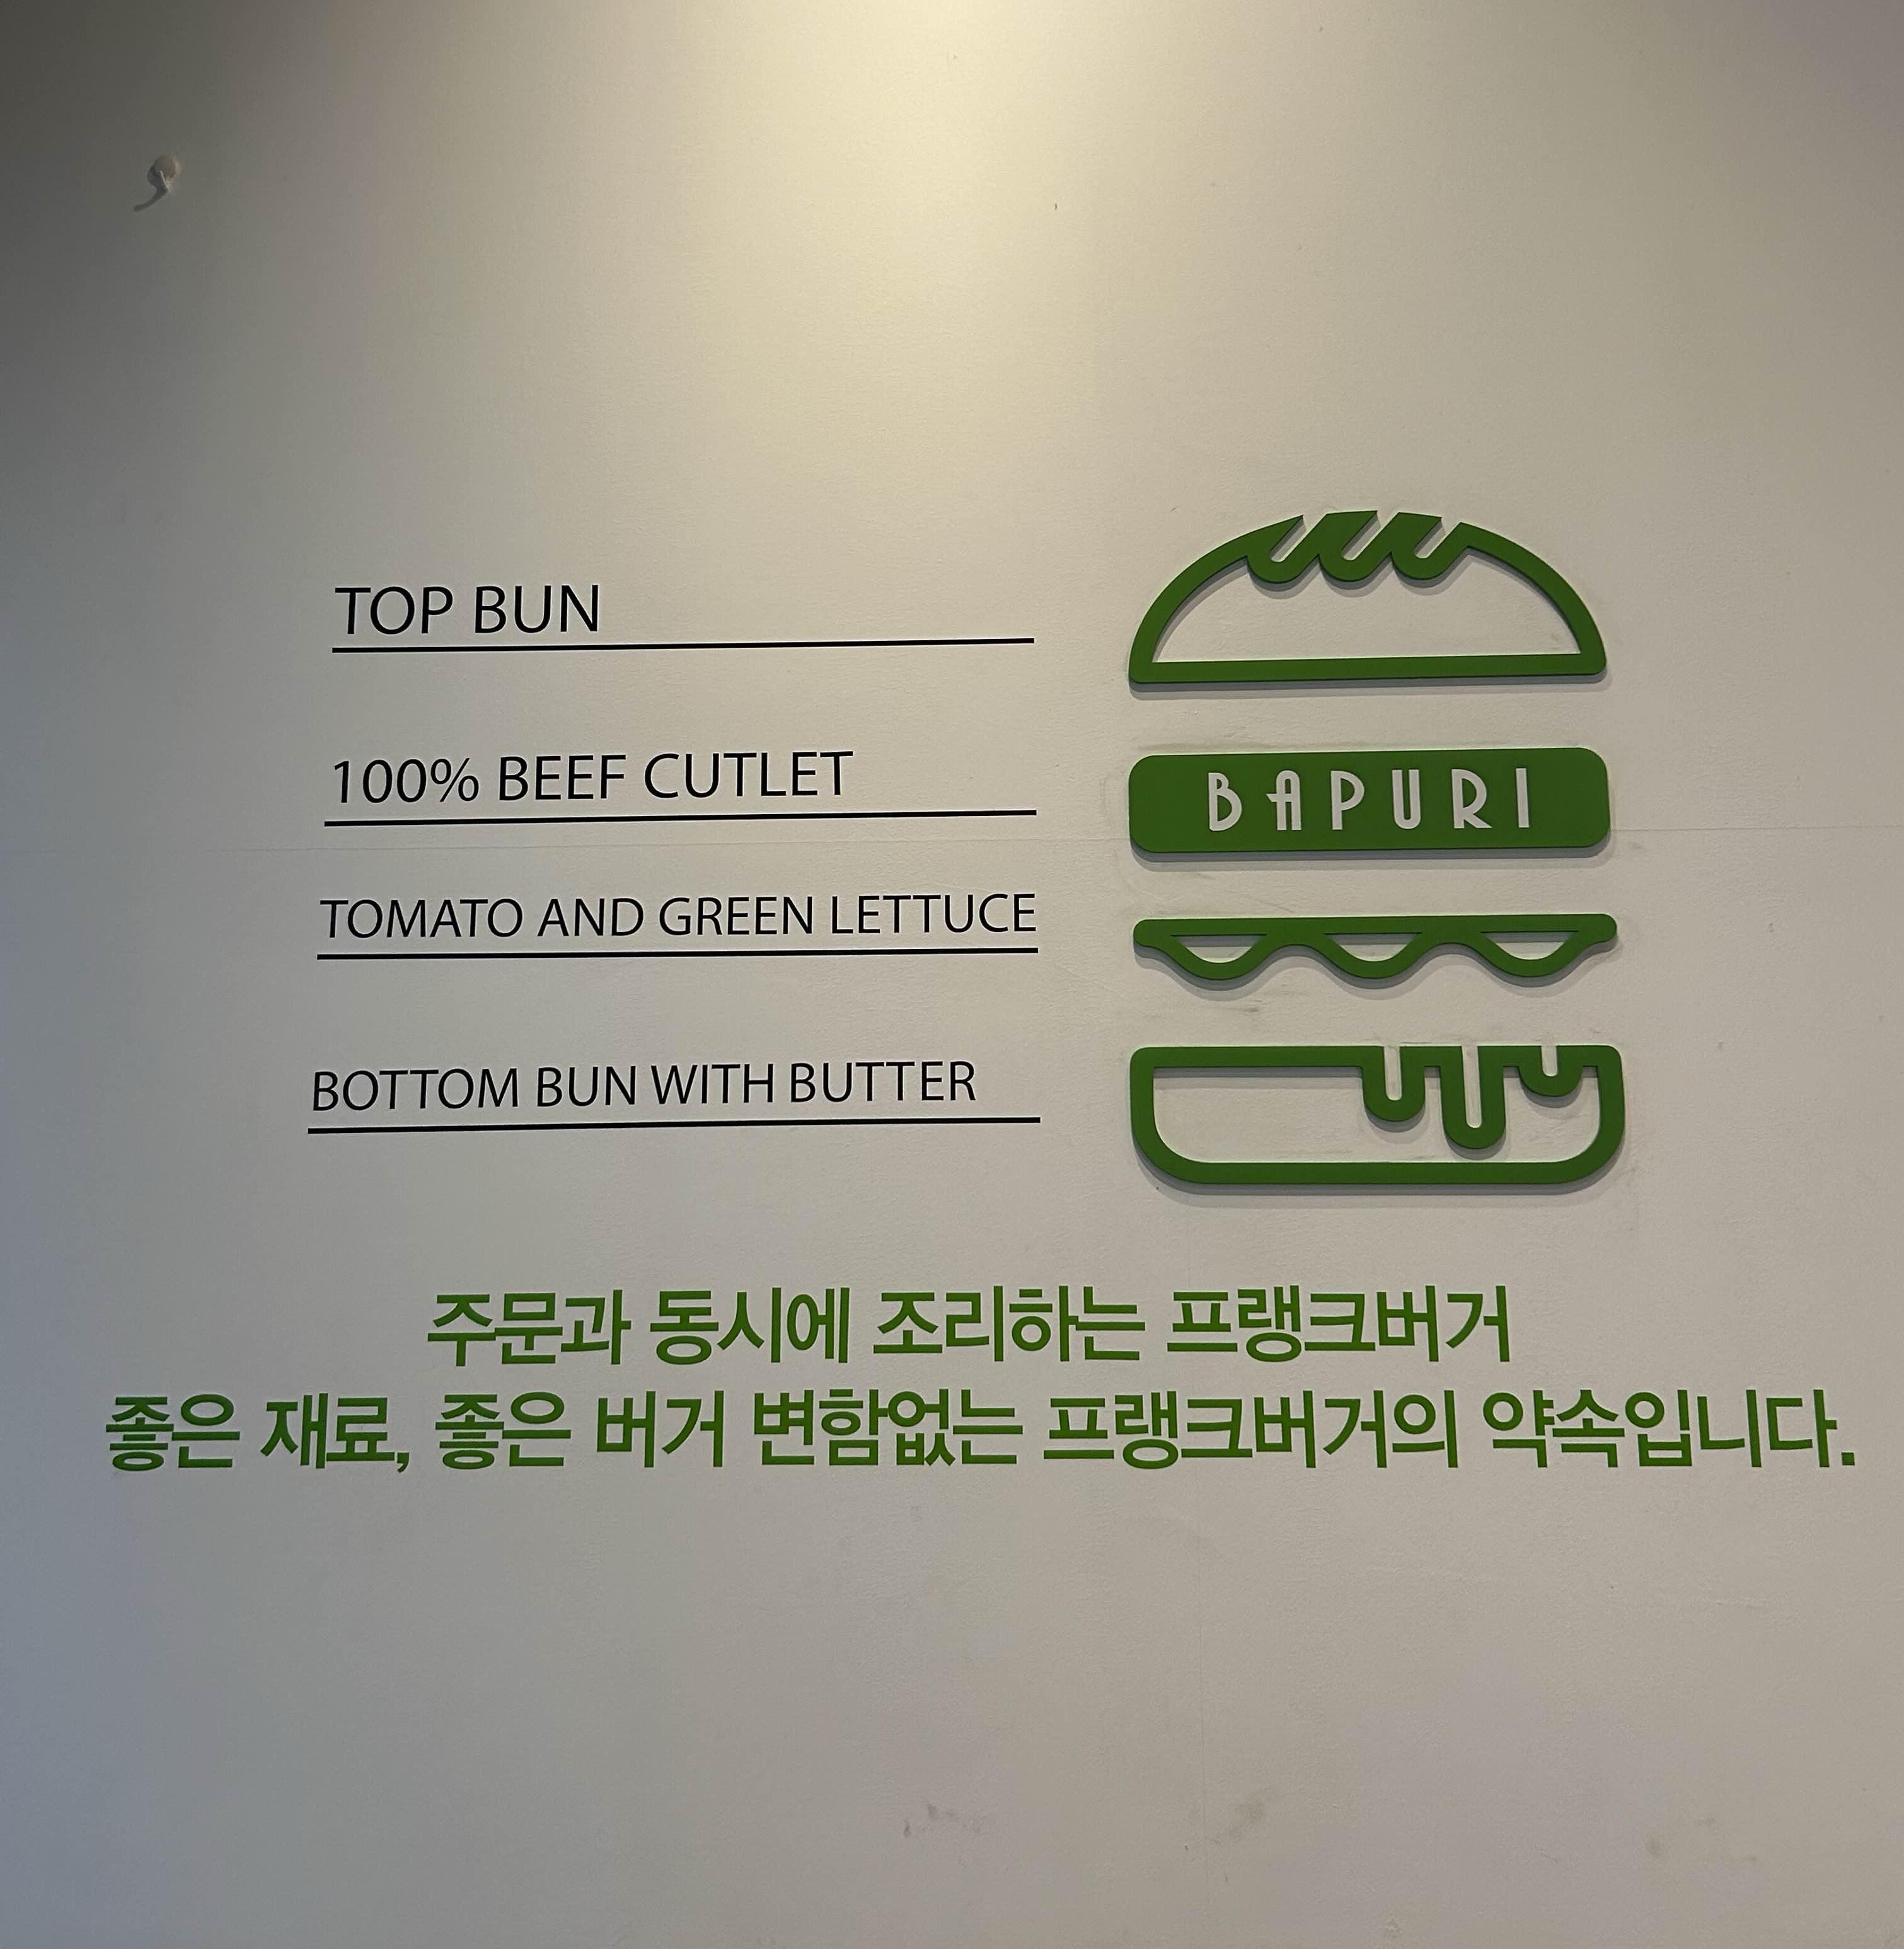 TOP BUN
100% BEEF CUTLET
BAPURI
TOMATO AND GREEN LETTUCE
BOTTOM BUN WITH BUTTER
주문과 동시에 조리하는 프랭크버거
좋은 재료, 좋은 버거 변함없는 프랭크버거의 약속입니다.